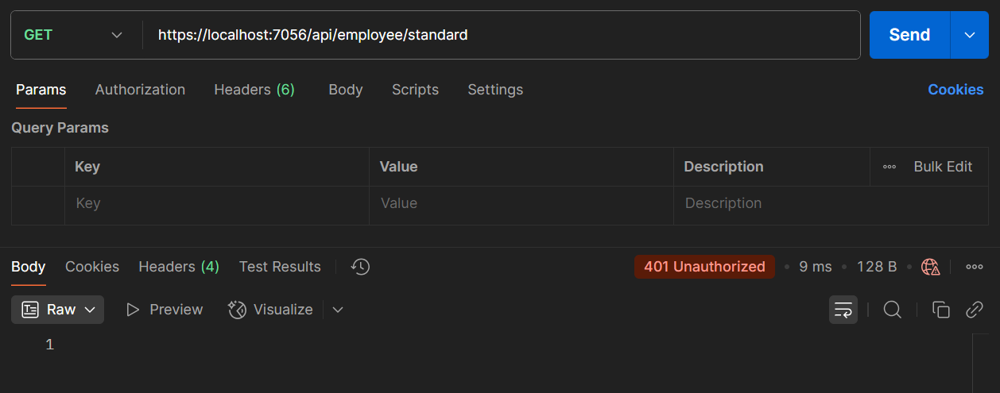 GET https://localhost:7056/api/employee/standard Send
Params Authorization Headers (6) Body Scripts Settings Cookies
Query Params
Key Value Description Bulk Edit
Key Value Description
Body Cookies Headers (4) Test Results 401 Unauthorized • 9 ms • 128 B •
Raw Preview Visualize
1